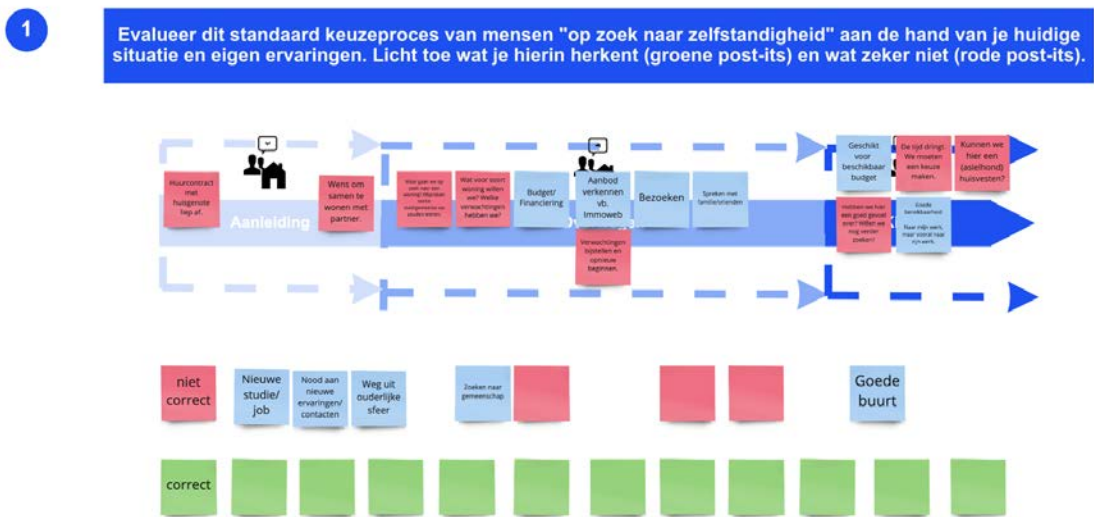 1
Evalueer dit standaard keuzeproces van mensen "op zoek naar zelfstandigheid" aan de hand van je huidige
situatie en eigen ervaringen. Licht toe wat je hierin herkent (groene post-its) en wat zeker niet (rode post-its).
Huurcontract
met
huisgenote
liep af.
Wens om
samen te
wonen met
partner.
Wat voor soort
woning willen
we? Welke
verwachtingen
hebben we?
Budget/
Financiering
Aanbod
verkennen
vb.
Immoweb
Bezoeken
Spreken met
familie/vrienden
Verwachtingen
bijstellen en
opnieuw
beginnen.
Geschikt
voor
beschikbaar
budget
De tijd dringt!
We moeten
een keuze
maken.
Kunnen we
hier een
(asielhond)
huisvesten?
Hebben we hier
een goed gevoel
over? Willen we
nog verder
zoeken?
Goede
bereikbaarheid
Naar mijn werk,
maar vooral naar
zijn werk.
Aanleiding
niet
correct
Nieuwe
studie/
job
Nood aan
nieuwe
ervaringen/
contacten
Weg uit
ouderlijke
sfeer
Zoeken naar
gemeenschap
Goede
buurt
correct